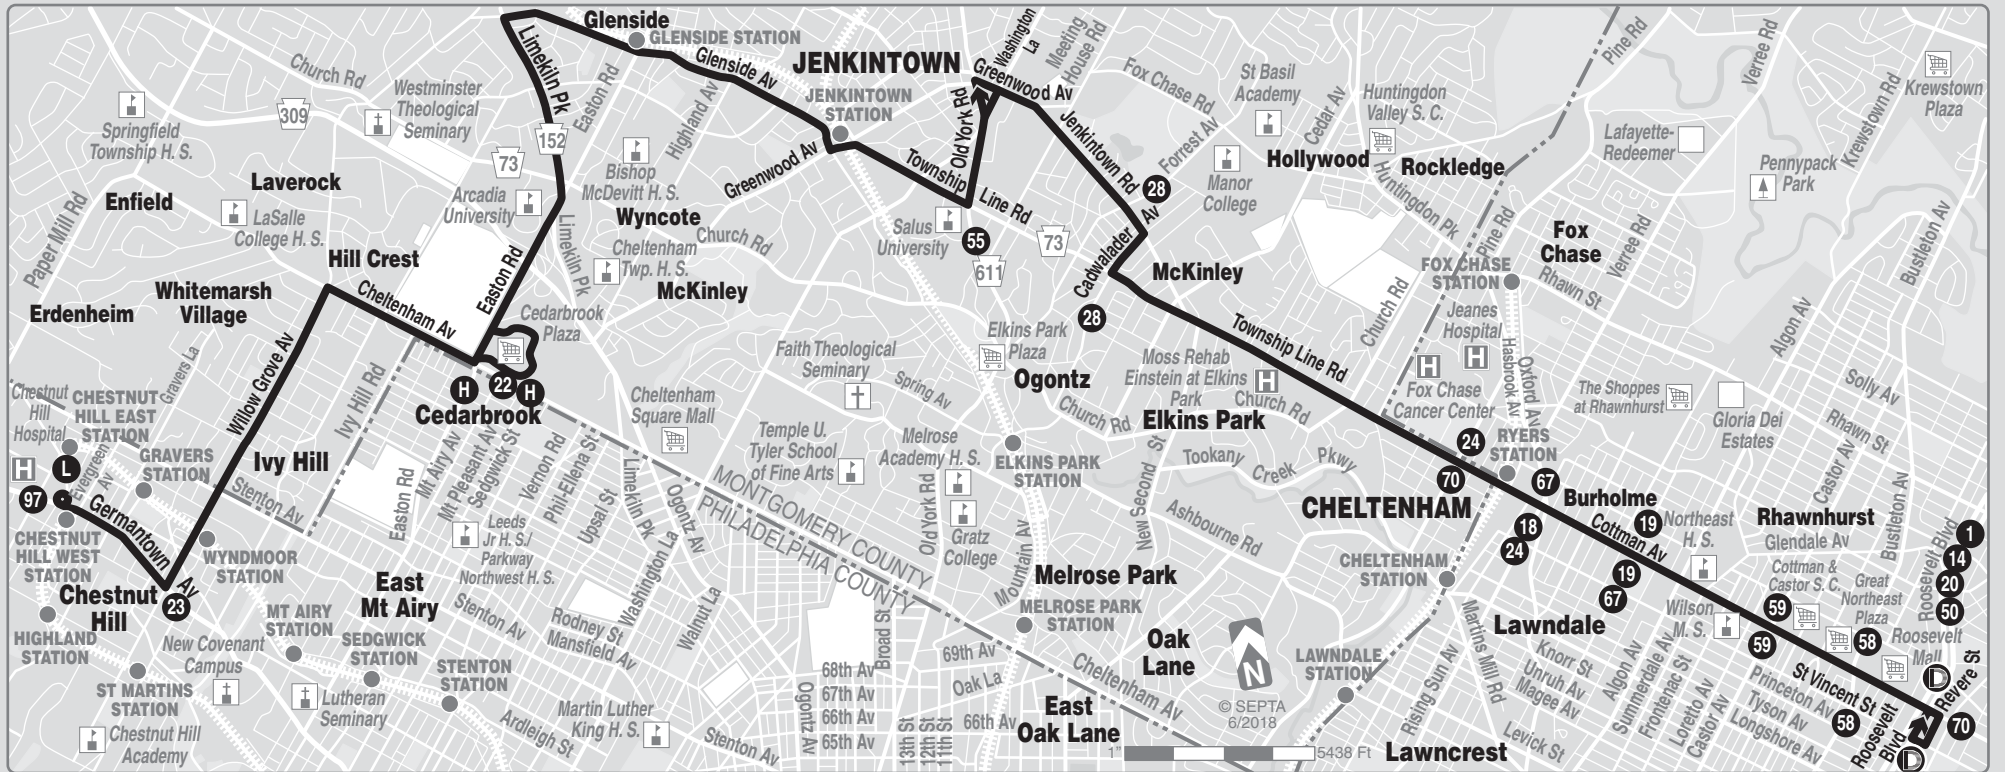 Glenside
GLENSIDE STATION
Limekiln Pk
Glenside Av
JENKINTOWN
Washington
La
Meeting
House Rd
Greenwood Av
Pine Rd
Verree Rd
Krewstown
Plaza
Church Rd
Westminster
Theological
Seminary
Easton Rd
Highland Av
JENKINTOWN
STATION
Old York Rd
Fox Chase Rd
St Basil
Academy
Cedar Av
Huntingdon
Valley S. C.
Krewstown Rd
309
152
73
Springfield
Township H. S.
Jenkintown Rd
Forrest Av
Hollywood
Rockledge
Lafayette-
Redeemer
Pennypack
Park
Enfield
Laverock
Arcadia
University
Bishop
McDevitt H. S.
Greenwood Av
Township
Line Rd
28
Manor
College
Huntingdon Pk
Paper Mill Rd
LaSalle
College H. S.
Limekiln Pk
Wyncote
Church Rd
Salus
University
55
73
611
Av
Cadwalader
Pine Rd
Fox
Chase
Verree Rd
Bustleton Av
Hill Crest
Easton Rd
Cheltenham
Twp. H. S.
McKinley
McKinley
FOX CHASE
STATION
Rhawn St
Whitemarsh
Village
Erdenheim
Cheltenham Av
Cedarbrook
Plaza
28
Church Rd
Jeanes
Hospital
Algon Av
Willow Grove Av
Gravers La
Ivy Hill Rd
Faith Theological
Seminary
Elkins Park
Plaza
Township Line Rd
Moss Rehab
Einstein at Elkins
Park
H
H
H
Hasbrook Av
Oxford Av
H
22
H
Ogontz
Spring Av
Church Rd
Church Rd
Fox Chase
Cancer Center
The Shoppes
at Rhawnhurst
Solly Av
Chestnut
Hill
Hospital
CHESTNUT
HILL EAST
STATION
Cedarbrook
Cheltenham
Square Mall
Elkins Park
Gloria Dei
Estates
Rhawn St
H
L
97
Evergreen
Av
GRAVERS
STATION
Ivy Hill
Stenton Av
Easton Rd
Mt Airy Av
Mt Pleasant Av
Sedgwick St
Vernon Rd
Phil-Ellena St
Upsal St
Limekiln Pk
Ogontz Av
Temple U.
Tyler School
of Fine Arts
Melrose
Academy H. S.
ELKINS PARK
STATION
Tookany
Creek
Pkwy
New Second St
24
RYERS
STATION
70
67
Castor Av
Bustleton Av
Germantown
Av
MONTGOMERY COUNTY
PHILADELPHIA COUNTY
Old York Rd
CHELTENHAM
Burholme
Cottman Av
19
Northeast
H. S.
Rhawnhurst
Glendale Av
Roosevelt Blvd
1
14
20
50
CHESTNUT
HILL WEST
STATION
WYNDMOOR
STATION
Leeds
Jr H. S./
Parkway
Northwest H. S.
Washington La
Gratz
College
Mountain Av
Ashbourne Rd
18
24
CHELTENHAM
STATION
19
67
Cottman &
Castor S. C.
Great
Northeast
Plaza
Chestnut
Hill
23
East
Mt Airy
Melrose Park
MELROSE PARK
STATION
Martins Mill Rd
Lawndale
Wilson
M. S.
59
59
58
Roosevelt
Mall
HIGHLAND
STATION
New Covenant
Campus
MT AIRY
STATION
SEDGWICK
STATION
Stenton Av
Rodney St
Mansfield Av
Walnut La
Broad St
Oak
Lane
N
LAWNDALE
STATION
Knorr St
Unruh Av
Magee Av
Algon Av
Summerdale Av
Frontenac St
Loretto Av
Castor Av
St Vincent St
Princeton Av
Tyson Av
Longshore Av
58
D
Revere St
70
ST MARTINS
STATION
Lutheran
Seminary
STENTON
STATION
68th Av
67th Av
66th Av
65th Av
69th Av
Oak La
66th Av
Cheltenham Av
© SEPTA
6/2018
Rising Sun Av
Levick St
Roosevelt
Blvd
D
Chestnut Hill
Academy
Ardleigh St
Martin Luther
King H. S.
Stenton Av
Ogontz Av
13th St
12th St
11th St
East
Oak Lane
1"
5438 Ft
Lawncrest